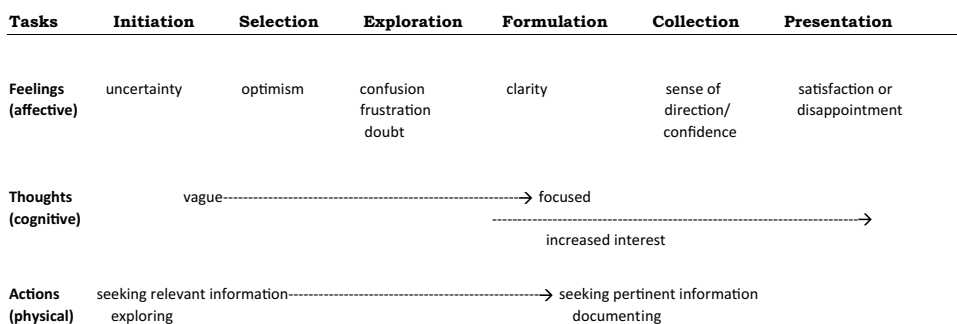 Tasks Initiation Selection Exploration Formulation Collection Presentation
Feelings uncertainty optimism confusion clarity sense of satisfaction or
(affective) frustration direction/ disappointment
doubt confidence
Thoughts vague focused
(cognitive)
increased interest
Actions seeking relevant information seeking pertinent information
(physical) exploring documenting